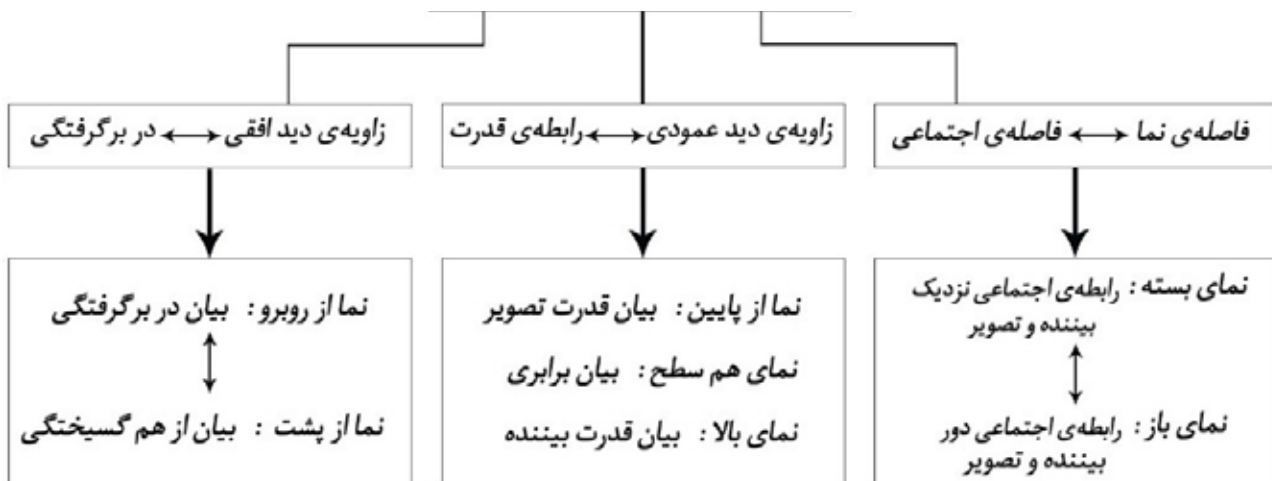 فاصله‌ی نما ↔ فاصله‌ی اجتماعی
زاویه‌ی دید عمودی ↔ رابطه‌ی قدرت
زاویه‌ی دید افقی ↔ در برگرفتگی
نمای بسته : رابطه‌ی اجتماعی نزدیک
بیننده و تصویر
نمای باز : رابطه‌ی اجتماعی دور
بیننده و تصویر
نما از پایین : بیان قدرت تصویر
نمای هم سطح : بیان برابری
نمای بالا : بیان قدرت بیننده
نما از روبرو : بیان در برگرفتگی
نما از پشت : بیان از هم گسیختگی